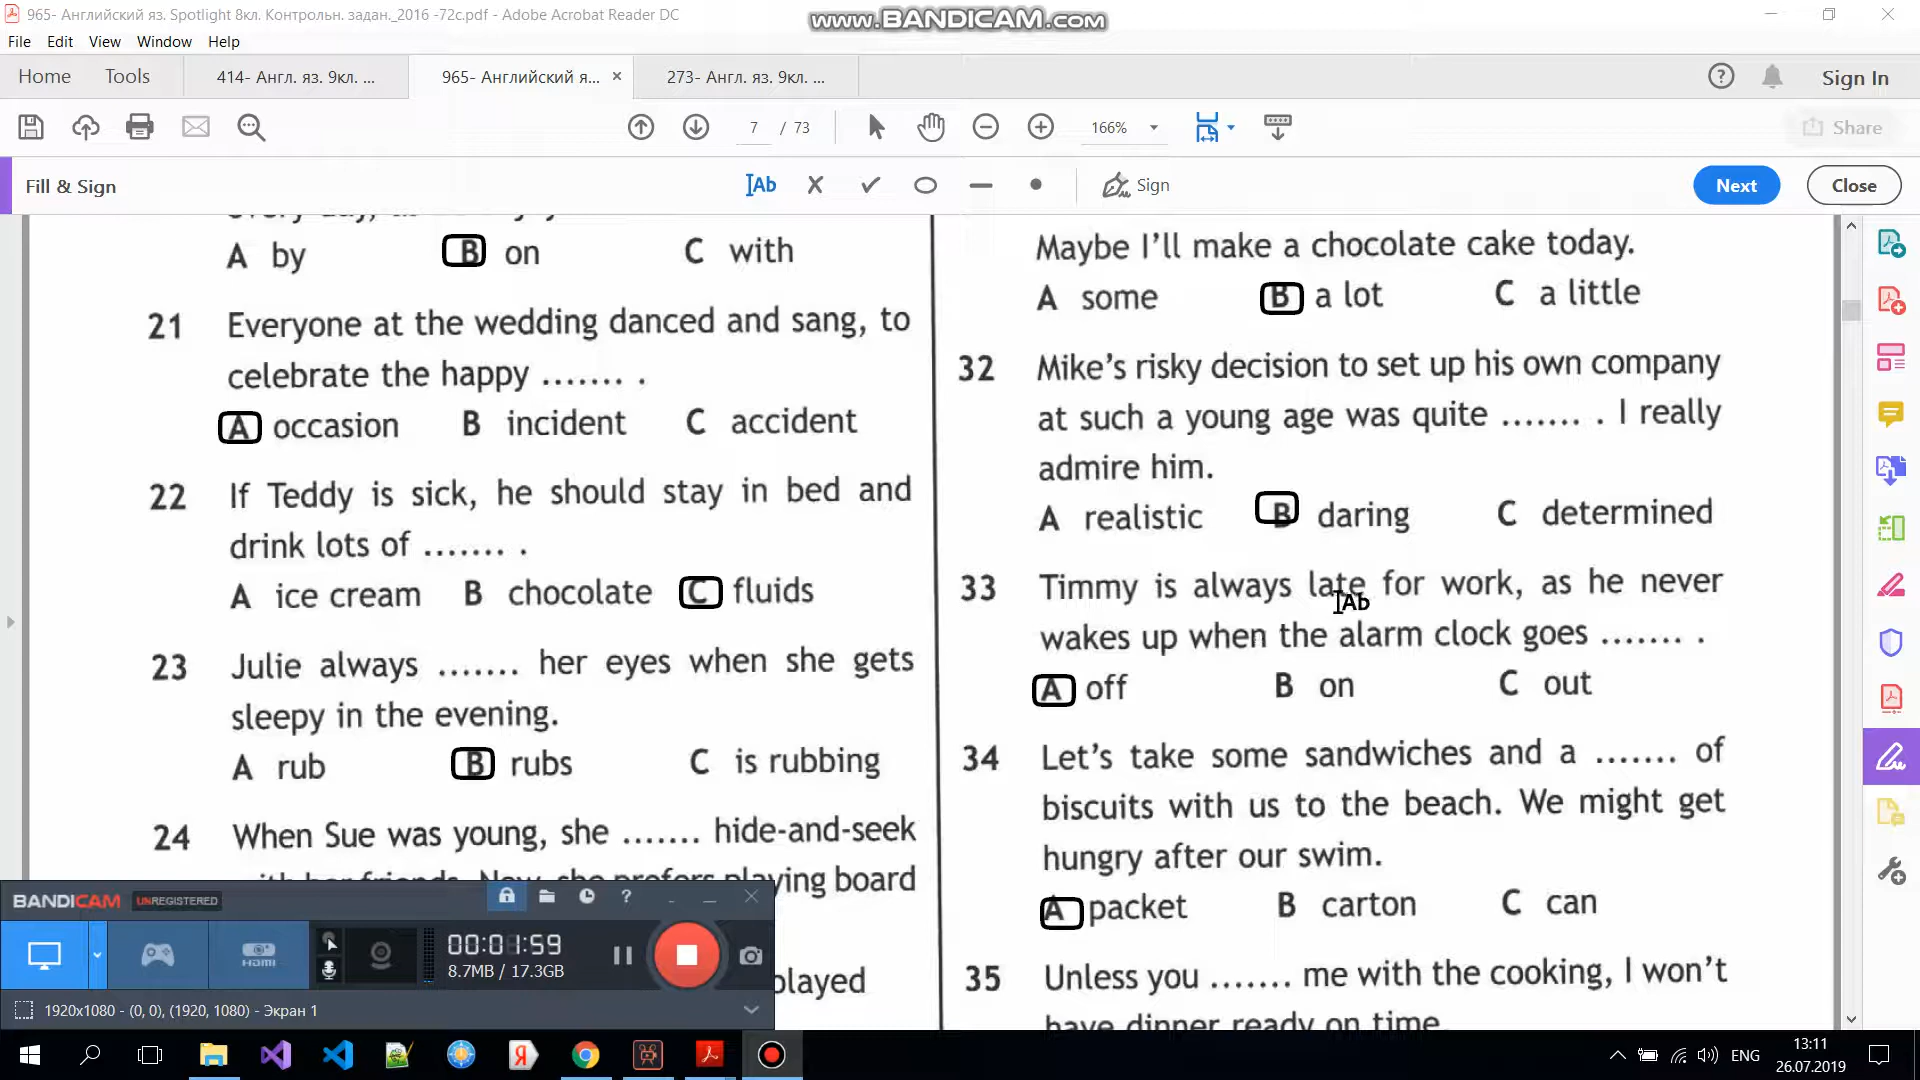 965- Английский яз. Spotlight 8кл. Контрольн. задан._2016 -72с.pdf - Adobe Acrobat Reader DC
www.BANDICAM.com
File Edit View Window Help
Home Tools 414- Англ. яз. 9кл. ... 965- Английский я... × 273- Англ. яз. 9кл. ... Sign In
7 / 73 166% Share
Fill & Sign Ab Sign Next Close
A by B on C with
21 Everyone at the wedding danced and sang, to
celebrate the happy ....... .
A occasion B incident C accident
22 If Teddy is sick, he should stay in bed and
drink lots of ....... .
A ice cream B chocolate C fluids
23 Julie always ....... her eyes when she gets
sleepy in the evening.
A rub B rubs C is rubbing
24 When Sue was young, she ....... hide-and-seek
playing board
played
Maybe I'll make a chocolate cake today.
A some B a lot C a little
32 Mike's risky decision to set up his own company
at such a young age was quite ....... . I really
admire him.
A realistic B daring C determined
33 Timmy is always late for work, as he never
Ab
wakes up when the alarm clock goes ....... .
A off B on C out
34 Let's take some sandwiches and a ....... of
biscuits with us to the beach. We might get
hungry after our swim.
A packet B carton C can
35 Unless you ....... me with the cooking, I won't
have dinner ready on time.
BANDICAM UNREGISTERED
HDMI 00:01:59
8.7MB / 17.3GB
1920x1080 - (0, 0), (1920, 1080) - Экран 1
ENG 13:11
26.07.2019